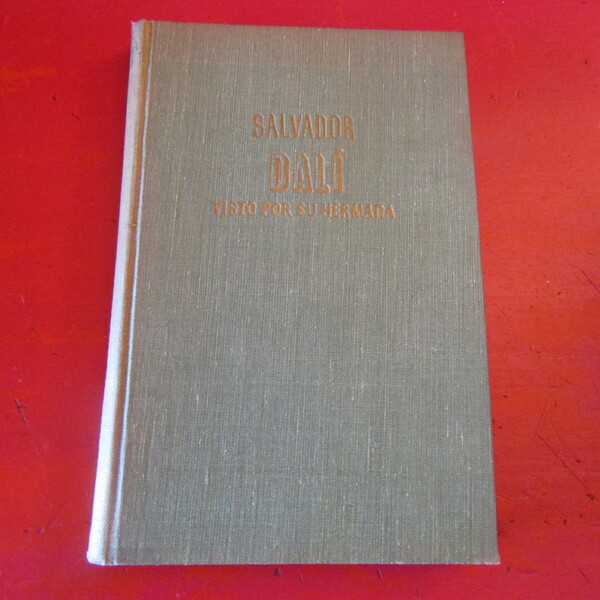 SALVADOR
DALÍ
VISTO POR SU HERMANA